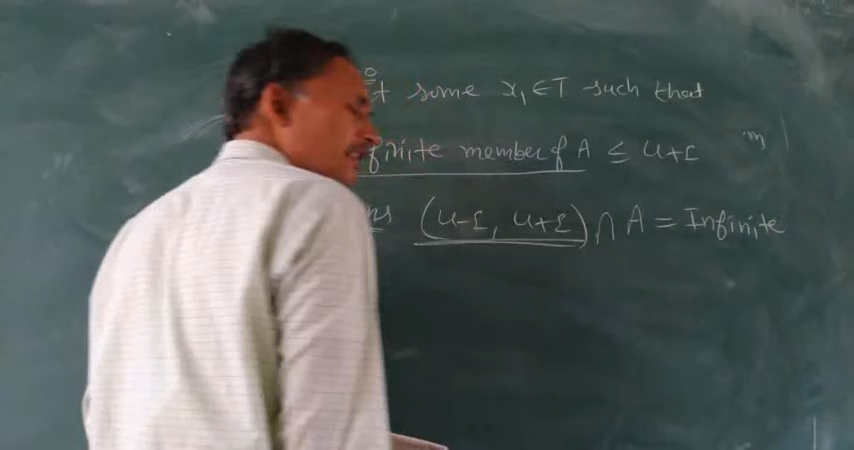 some x₁ ∈ T such that
finite member of A ≤ u+ε
(u-ε, u+ε) ∩ A = Infinite